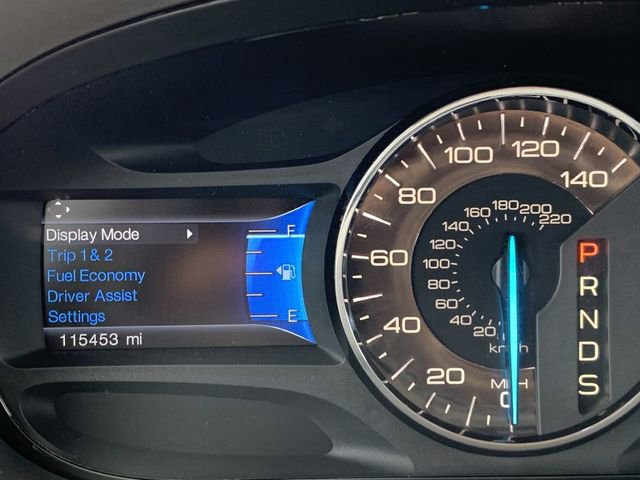 Display Mode
Trip 1 & 2
Fuel Economy
Driver Assist
Settings
115453 mi
F
E
0
20
40
60
80
100
120
140
MPH
20
40
60
80
100
120
140
160
180
200
220
km/h
P
R
N
D
S